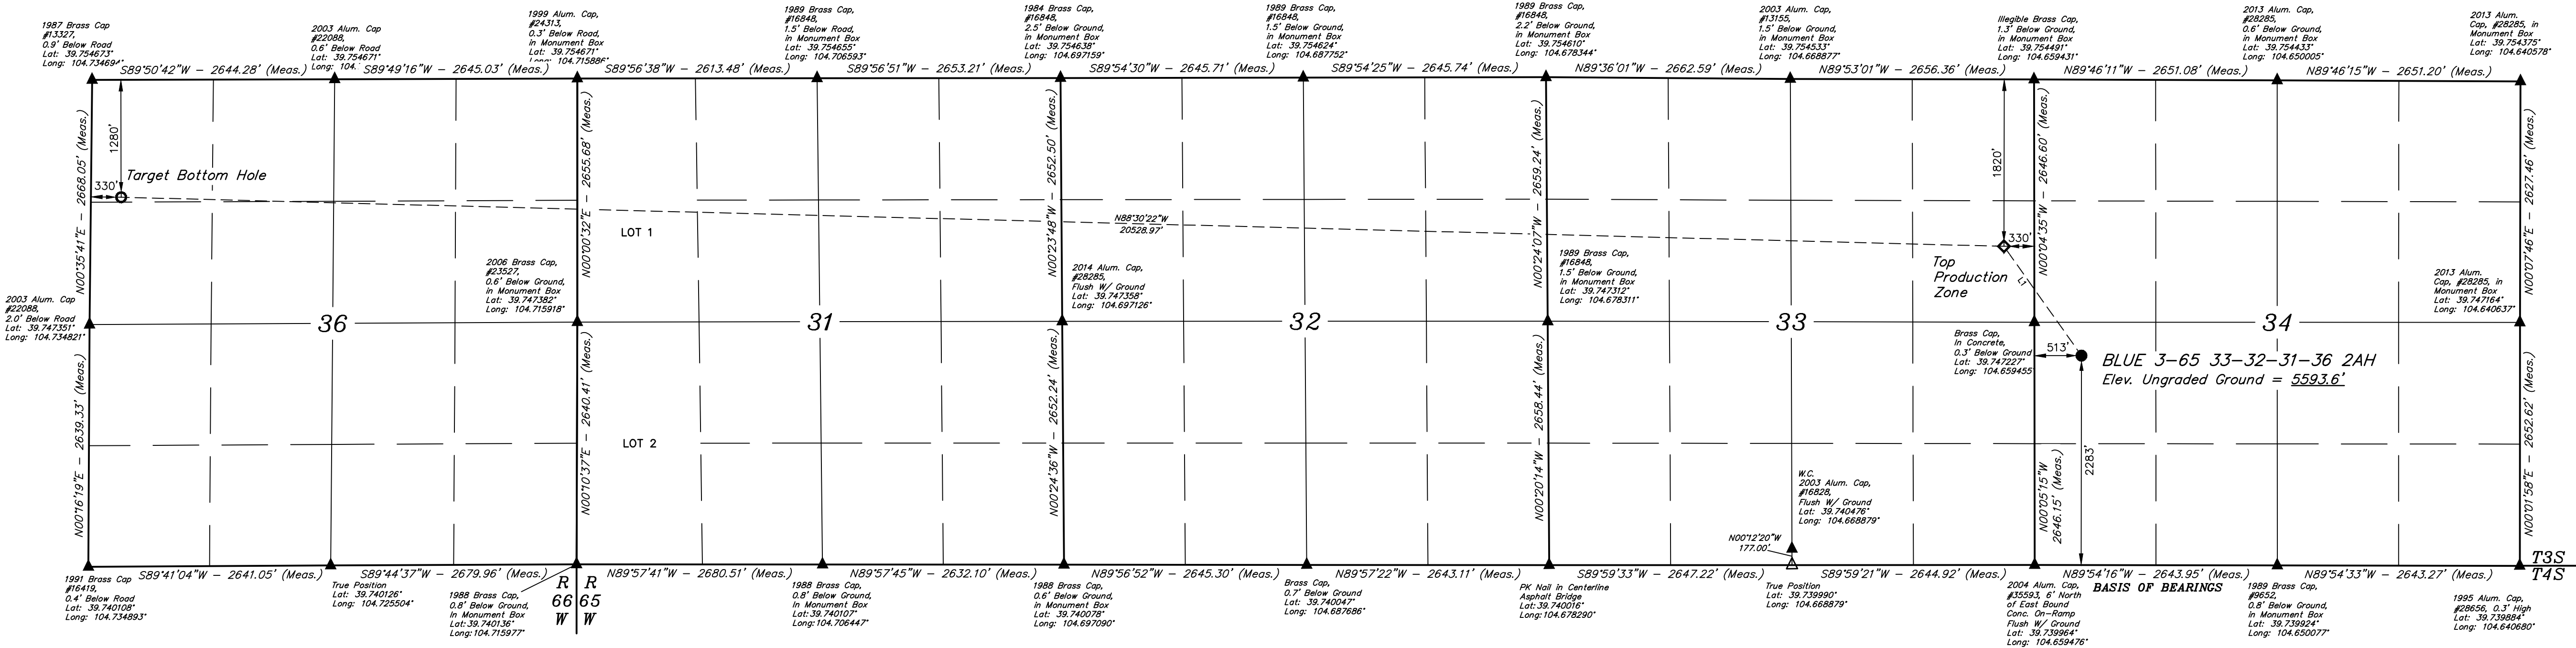 1987 Brass Cap
#13327,
0.9' Below Road
Lat: 39.754673°
Long: 104.734694°
2003 Alum. Cap
#22088,
0.6' Below Road
Lat: 39.754671°
Long: 104.
1999 Alum. Cap,
#24313,
0.3' Below Road,
in Monument Box
Lat: 39.754671°
Long: 104.715886°
1989 Brass Cap,
#16848,
1.5' Below Road,
in Monument Box
Lat: 39.754655°
Long: 104.706593°
1984 Brass Cap,
#16848,
2.5' Below Ground,
in Monument Box
Lat: 39.754638°
Long: 104.697159°
1989 Brass Cap,
#16848,
1.5' Below Ground,
in Monument Box
Lat: 39.754624°
Long: 104.687752°
1989 Brass Cap,
#16848,
2.2' Below Ground,
in Monument Box
Lat: 39.754610°
Long: 104.678344°
2003 Alum. Cap,
#13155,
1.5' Below Ground,
in Monument Box
Lat: 39.754533°
Long: 104.668877°
Illegible Brass Cap,
1.3' Below Ground,
in Monument Box
Lat: 39.754491°
Long: 104.659431°
2013 Alum. Cap,
#28285,
0.6' Below Ground,
in Monument Box
Lat: 39.754433°
Long: 104.650005°
2013 Alum.
Cap, #28285, in
Monument Box
Lat: 39.754375°
Long: 104.640578°
S89°50'42"W - 2644.28' (Meas.)
S89°49'16"W - 2645.03' (Meas.)
S89°56'38"W - 2613.48' (Meas.)
S89°56'51"W - 2653.21' (Meas.)
S89°54'30"W - 2645.71' (Meas.)
S89°54'25"W - 2645.74' (Meas.)
N89°36'01"W - 2662.59' (Meas.)
N89°53'01"W - 2656.36' (Meas.)
N89°46'11"W - 2651.08' (Meas.)
N89°46'15"W - 2651.20' (Meas.)
N00°35'41"E - 2668.05' (Meas.)
1280'
330'
Target Bottom Hole
N00°00'32"E - 2655.68' (Meas.)
LOT 1
N00°23'48"W - 2652.50' (Meas.)
N88°30'22"W
20528.97'
N00°24'07"W - 2659.24' (Meas.)
1820'
330'
N00°04'35"W - 2646.60' (Meas.)
N00°07'46"E - 2627.46' (Meas.)
Top
Production
Zone
L1
2003 Alum. Cap
#22088,
2.0' Below Road
Lat: 39.747351°
Long: 104.734821°
2006 Brass Cap,
#23527,
0.6' Below Ground,
in Monument Box
Lat: 39.747382°
Long: 104.715918°
2014 Alum. Cap,
#28285,
Flush W/ Ground
Lat: 39.747358°
Long: 104.697126°
1989 Brass Cap,
#16848,
1.5' Below Ground,
in Monument Box
Lat: 39.747312°
Long: 104.678311°
2013 Alum.
Cap, #28285, in
Monument Box
Lat: 39.747164°
Long: 104.640637°
36
31
32
33
34
Brass Cap,
In Concrete,
0.3' Below Ground
Lat: 39.747227°
Long: 104.659455°
513'
BLUE 3-65 33-32-31-36 2AH
Elev. Ungraded Ground = 5593.6'
N00°16'19"E - 2639.33' (Meas.)
N00°10'37"E - 2640.41' (Meas.)
LOT 2
N00°24'36"W - 2652.24' (Meas.)
N00°20'14"W - 2658.44' (Meas.)
W.C.
2003 Alum. Cap,
#16828,
Flush W/ Ground
Lat: 39.740476°
Long: 104.668879°
N00°12'20"W
177.00'
N00°05'15"W
2646.15' (Meas.)
2283'
N00°01'58"E - 2652.62' (Meas.)
T3S
T4S
S89°41'04"W - 2641.05' (Meas.)
S89°44'37"W - 2679.96' (Meas.)
N89°57'41"W - 2680.51' (Meas.)
N89°57'45"W - 2632.10' (Meas.)
N89°56'52"W - 2645.30' (Meas.)
N89°57'22"W - 2643.11' (Meas.)
S89°59'33"W - 2647.22' (Meas.)
S89°59'21"W - 2644.92' (Meas.)
N89°54'16"W - 2643.95' (Meas.)
BASIS OF BEARINGS
N89°54'33"W - 2643.27' (Meas.)
1991 Brass Cap
#16419,
0.4' Below Road
Lat: 39.740108°
Long: 104.734893°
True Position
Lat: 39.740126°
Long: 104.725504°
1988 Brass Cap,
0.8' Below Ground,
In Monument Box
Lat:39.740136°
Long:104.715977°
R R
66 65
W W
1988 Brass Cap,
0.8' Below Ground,
In Monument Box
Lat:39.740107°
Long:104.706447°
1988 Brass Cap,
0.6' Below Ground,
in Monument Box
Lat: 39.740078°
Long: 104.697090°
Brass Cap,
0.7' Below Ground
Lat: 39.740047°
Long: 104.687686°
PK Nail in Centerline
Asphalt Bridge
Lat:39.740016°
Long:104.678290°
True Position
Lat: 39.739990°
Long: 104.668879°
2004 Alum. Cap,
#35593, 6' North
of East Bound
Conc. On-Ramp
Flush W/ Ground
Lat: 39.739964°
Long: 104.659476°
1989 Brass Cap,
#9652,
0.8' Below Ground,
in Monument Box
Lat: 39.739924°
Long: 104.650077°
1995 Alum. Cap,
#28656, 0.3' High
Lat: 39.739884°
Long: 104.640680°